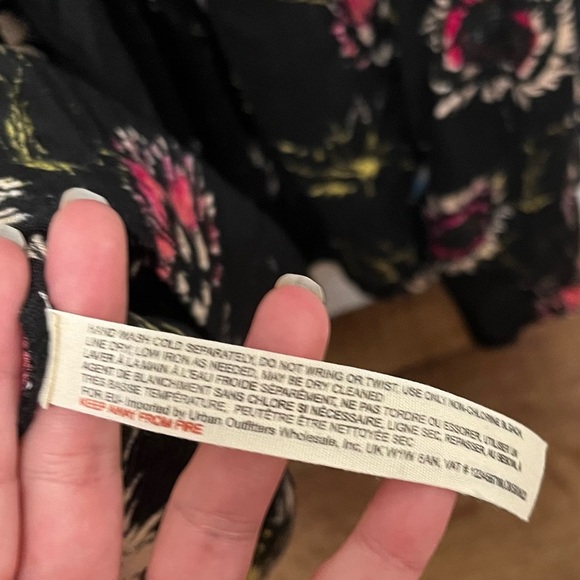 HAND WASH COLD SEPARATELY, DO NOT WRING OR TWIST, USE ONLY NON-CHLORINE BLEACH,
LINE DRY, LOW IRON AS NEEDED, MAY BE DRY CLEANED
LAVER À LA MAIN À L'EAU FROIDE SÉPARÉMENT, NE PAS TORDRE OU ESSORER, UTILISER UN
AGENT DE BLANCHIMENT SANS CHLORE SI NÉCESSAIRE, LIGNE SEC, REPASSER, AU BESOIN, À
TRÈS BASSE TEMPÉRATURE, PEUT ÊTRE ÊTRE NETTOYÉE SEC
FOR EU- Imported by Urban Outfitters Wholesale, Inc, UK W1W 6AN, VAT #
KEEP AWAY FROM FIRE